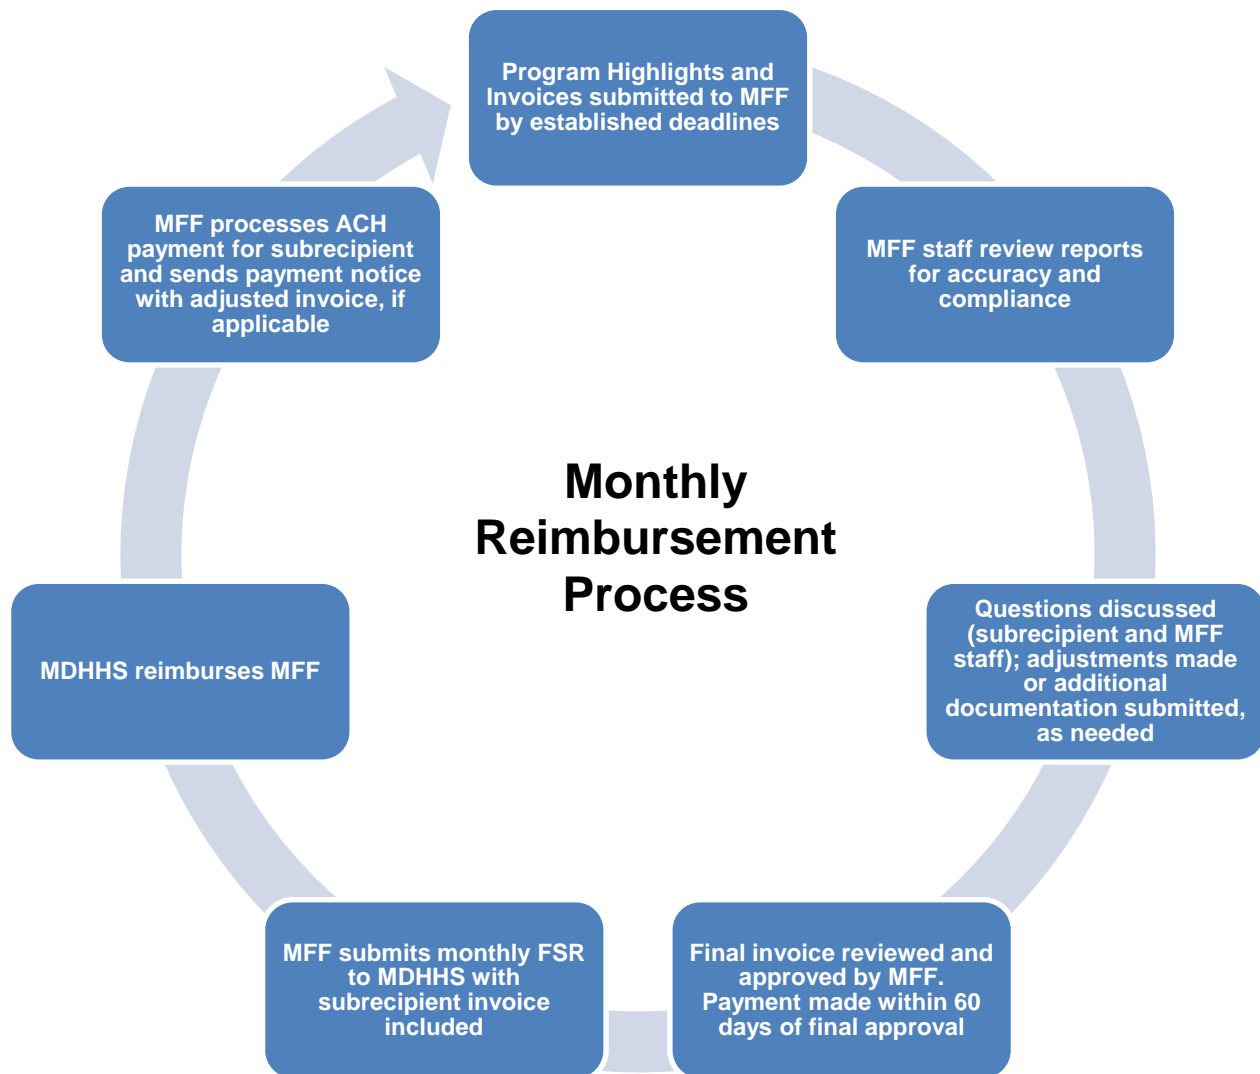 Program Highlights and
Invoices submitted to MFF
by established deadlines
MFF staff review reports
for accuracy and
compliance
Questions discussed
(subrecipient and MFF
staff); adjustments made
or additional
documentation submitted,
as needed
Final invoice reviewed and
approved by MFF.
Payment made within 60
days of final approval
MFF submits monthly FSR
to MDHHS with
subrecipient invoice
included
MDHHS reimburses MFF
MFF processes ACH
payment for subrecipient
and sends payment notice
with adjusted invoice, if
applicable
Monthly
Reimbursement
Process